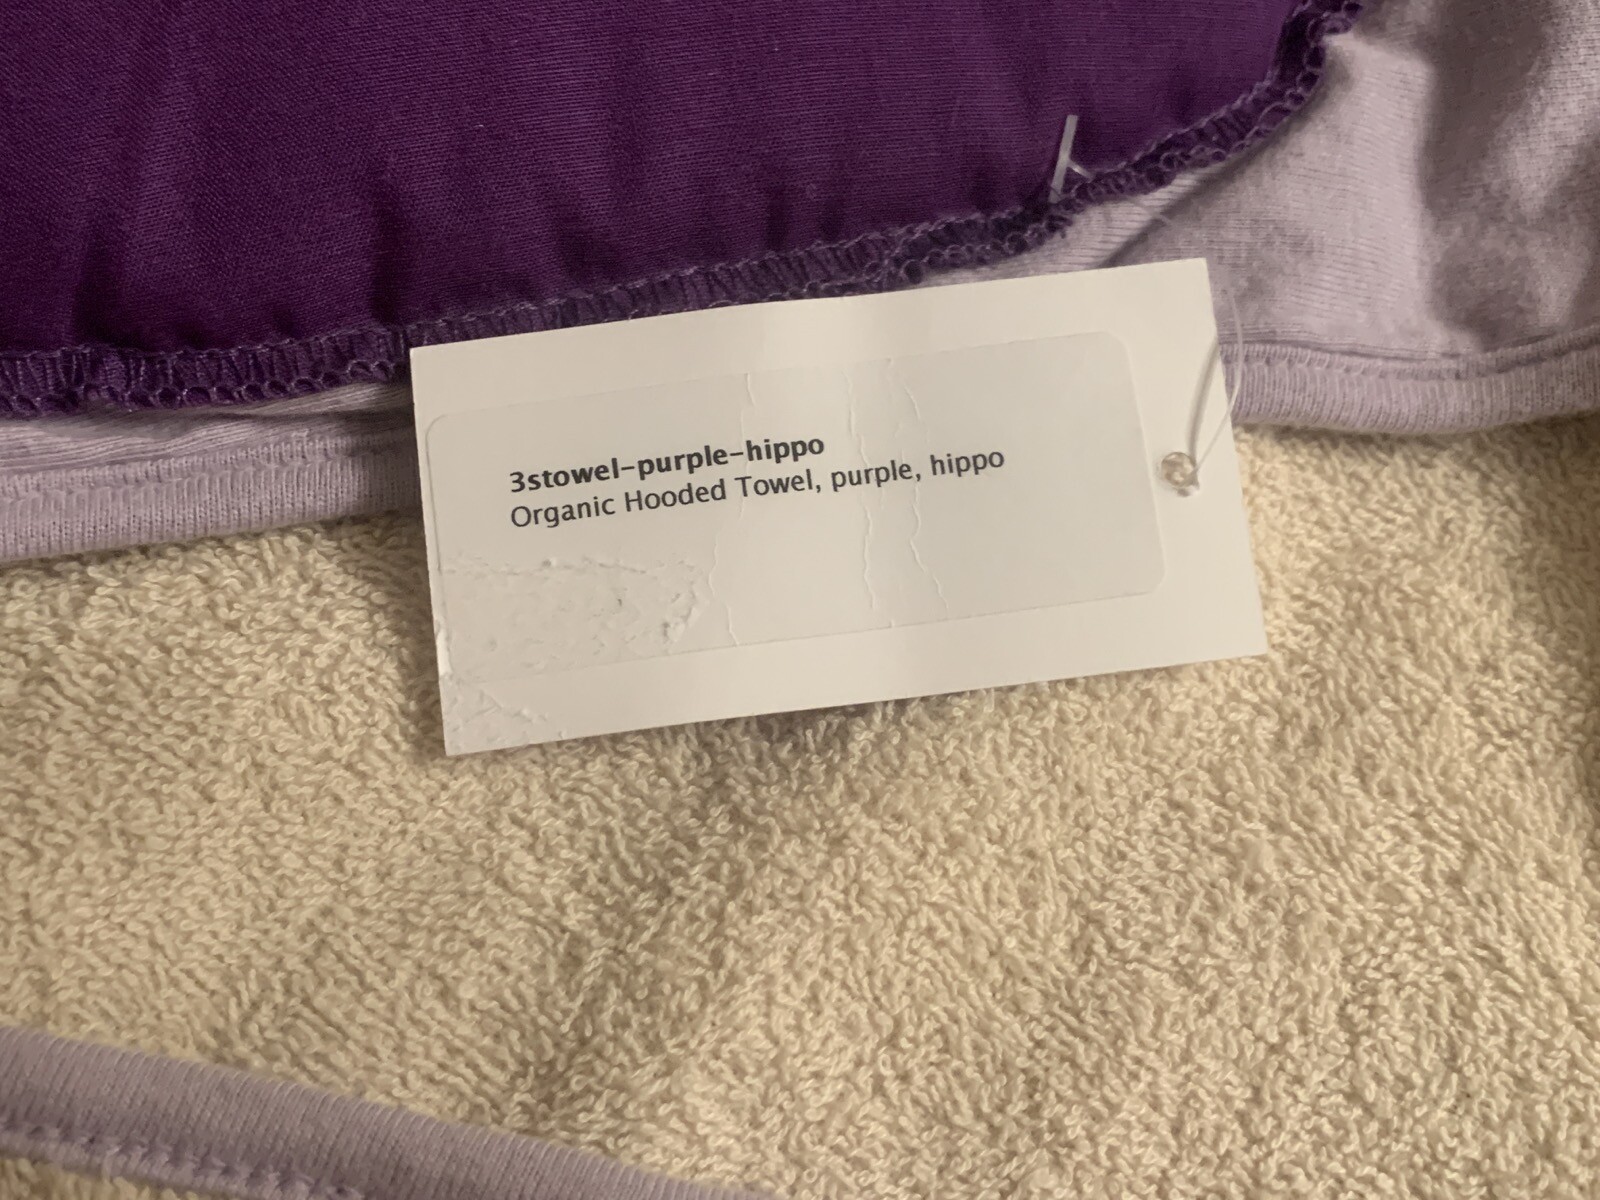 3stowel-purple-hippo
Organic Hooded Towel, purple, hippo